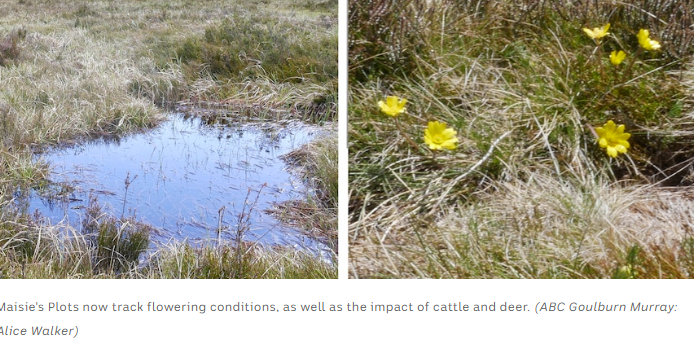 Maisie's Plots now track flowering conditions, as well as the impact of cattle and deer. (ABC Goulburn Murray:
Alice Walker)